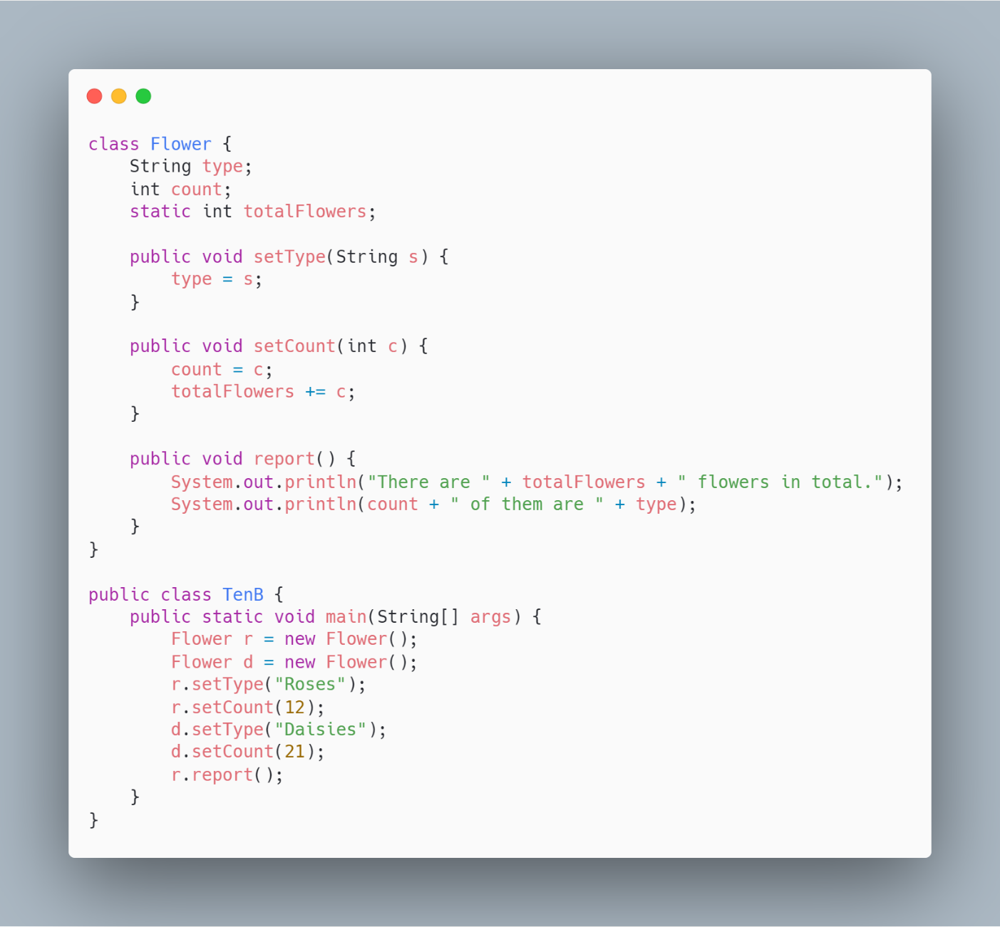 class Flower {
    String type;
    int count;
    static int totalFlowers;

    public void setType(String s) {
        type = s;
    }

    public void setCount(int c) {
        count = c;
        totalFlowers += c;
    }

    public void report() {
        System.out.println("There are " + totalFlowers + " flowers in total.");
        System.out.println(count + " of them are " + type);
    }
}

public class TenB {
    public static void main(String[] args) {
        Flower r = new Flower();
        Flower d = new Flower();
        r.setType("Roses");
        r.setCount(12);
        d.setType("Daisies");
        d.setCount(21);
        r.report();
    }
}